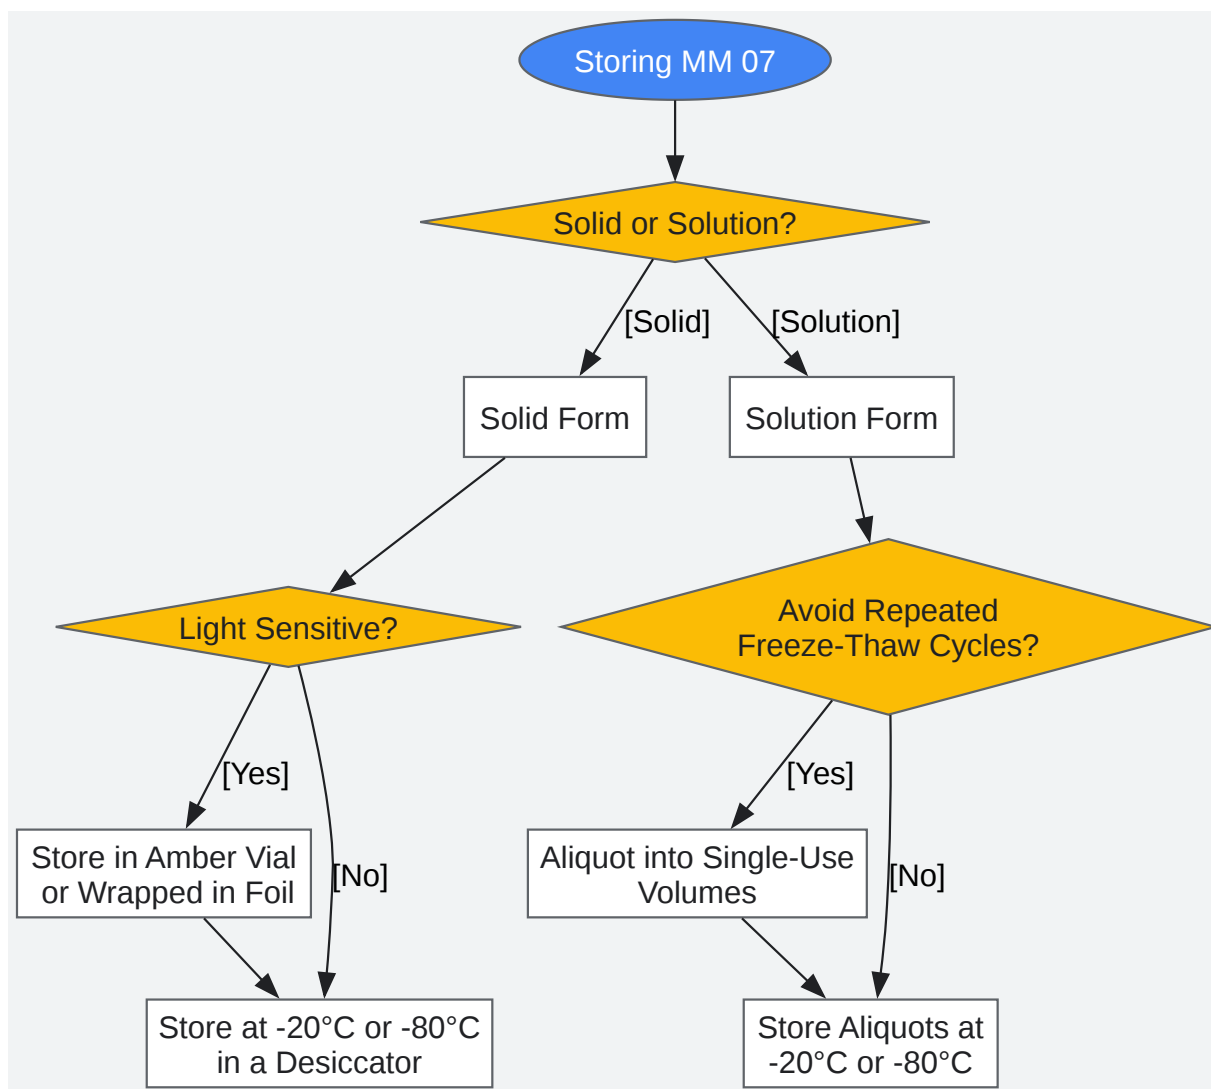 Storing MM 07
Solid or Solution?
[Solid]
[Solution]
Solid Form
Solution Form
Light Sensitive?
Avoid Repeated
Freeze-Thaw Cycles?
[Yes]
[Yes]
Store in Amber Vial
or Wrapped in Foil
[No]
Aliquot into Single-Use
Volumes
[No]
Store at -20°C or -80°C
in a Desiccator
Store Aliquots at
-20°C or -80°C